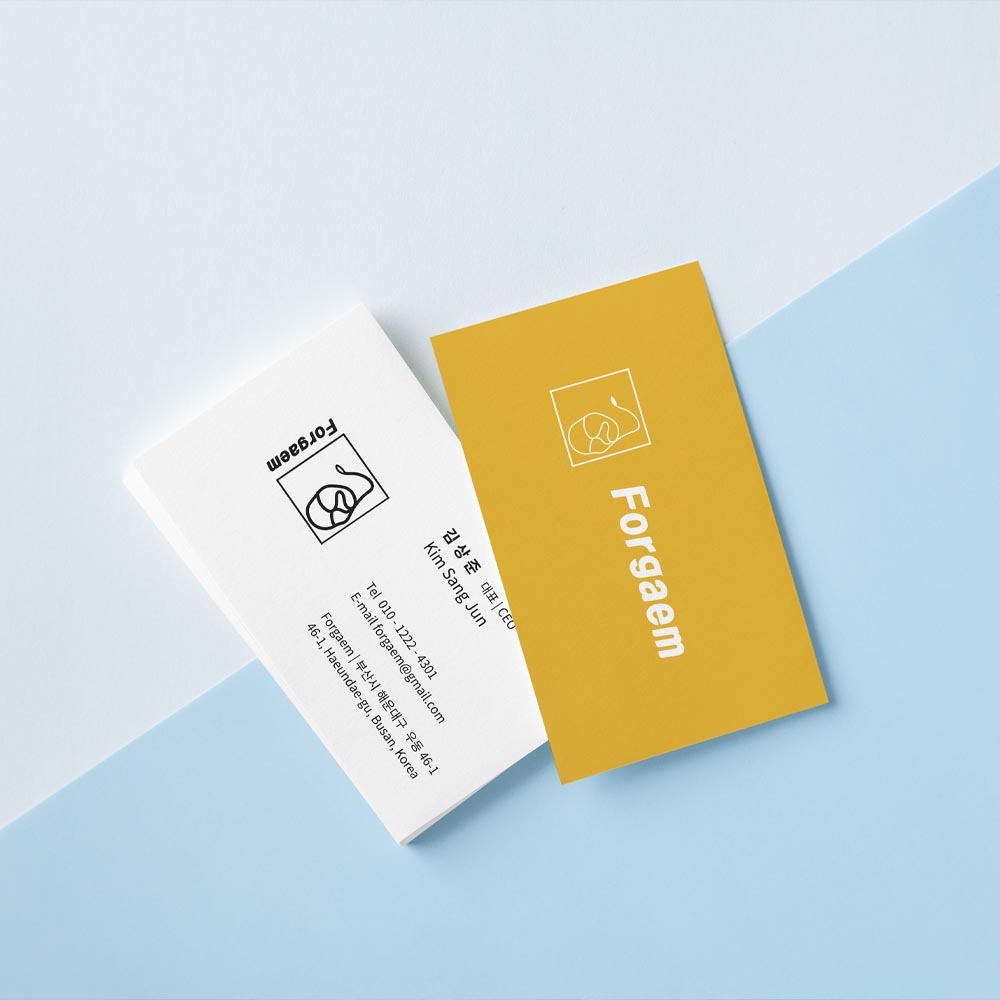 Forgaem
김상준 대표 | CEO
Kim Sang Jun
Tel 010 - 1222 - 4301
E-mail forgaem@gmail.com
Forgaem | 부산시 해운대구 우동 46-1
46-1, Haeundae-gu, Busan, Korea
Forgaem